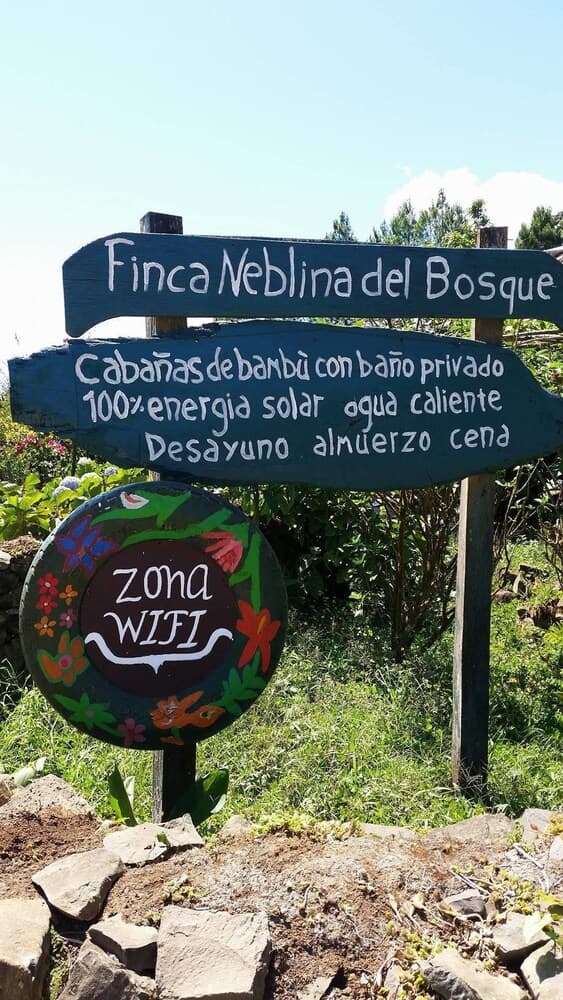 Finca Neblina del Bosque
Cabañas de bambù con baño privado
100% energia solar agua caliente
Desayuno almuerzo cena
ZONA
WIFI